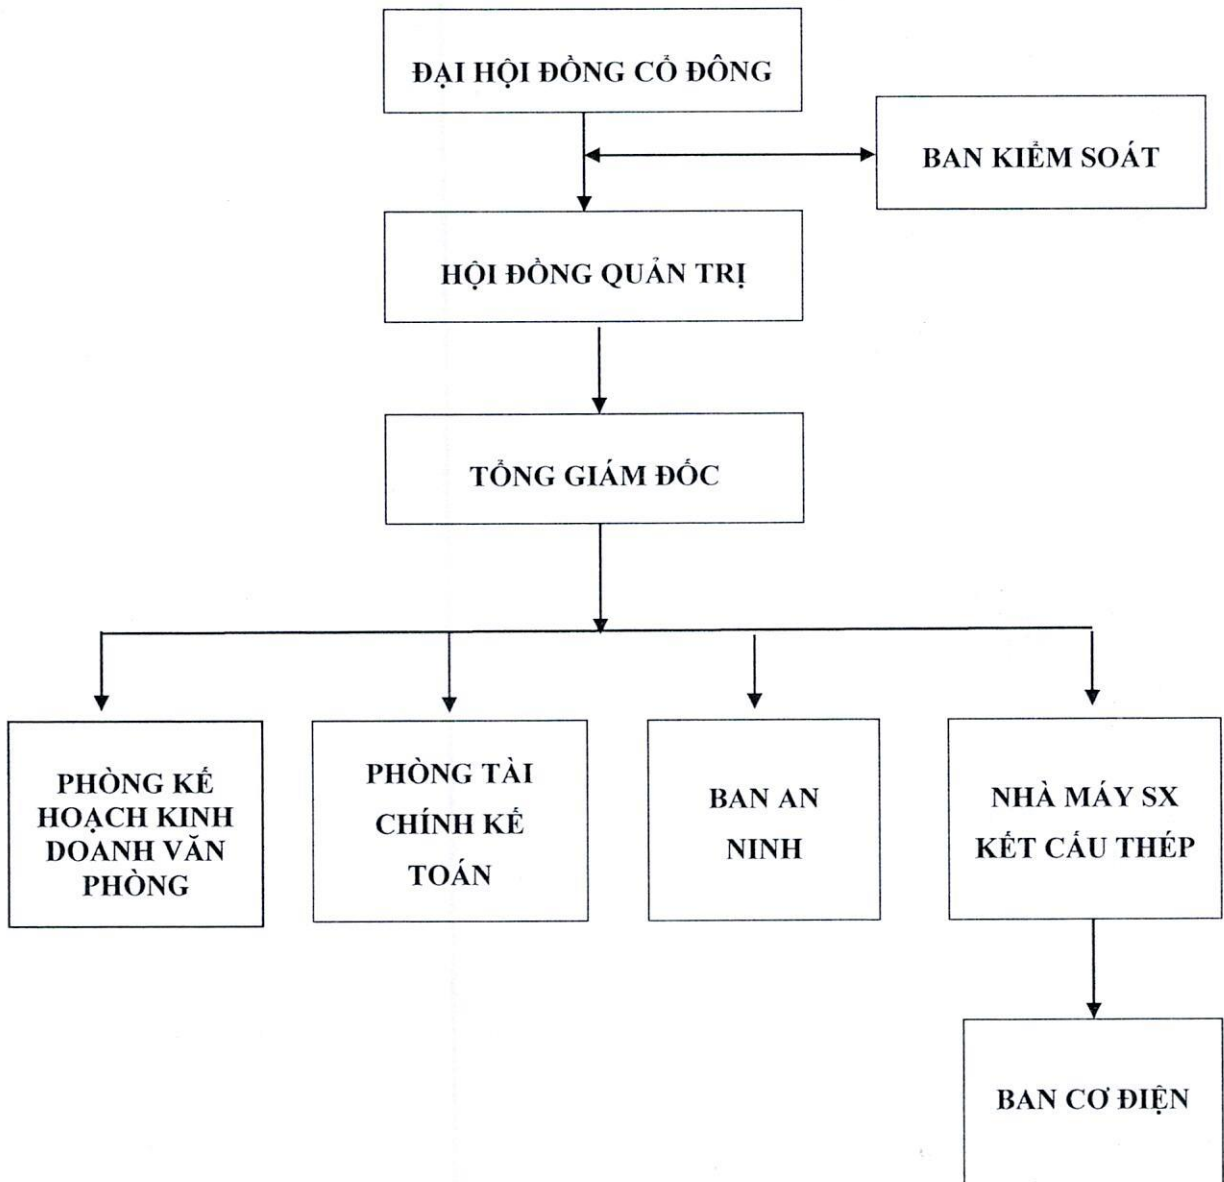 ĐẠI HỘI ĐỒNG CỔ ĐÔNG
BAN KIỂM SOÁT
HỘI ĐỒNG QUẢN TRỊ
TỔNG GIÁM ĐỐC
PHÒNG KẾ
HOẠCH KINH
DOANH VĂN
PHÒNG
PHÒNG TÀI
CHÍNH KẾ
TOÁN
BAN AN
NINH
NHÀ MÁY SX
KẾT CẤU THÉP
BAN CƠ ĐIỆN